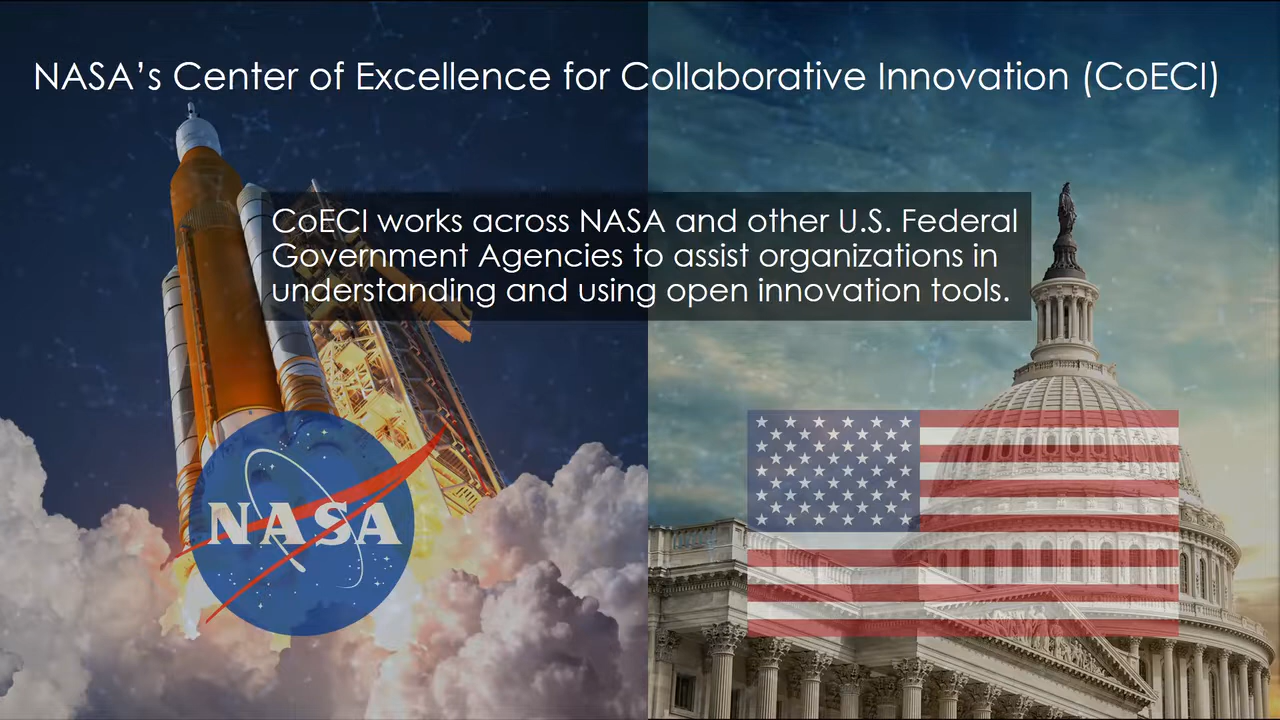 NASA’s Center of Excellence for Collaborative Innovation (CoECI)
CoECI works across NASA and other U.S. Federal
Government Agencies to assist organizations in
understanding and using open innovation tools.
NASA